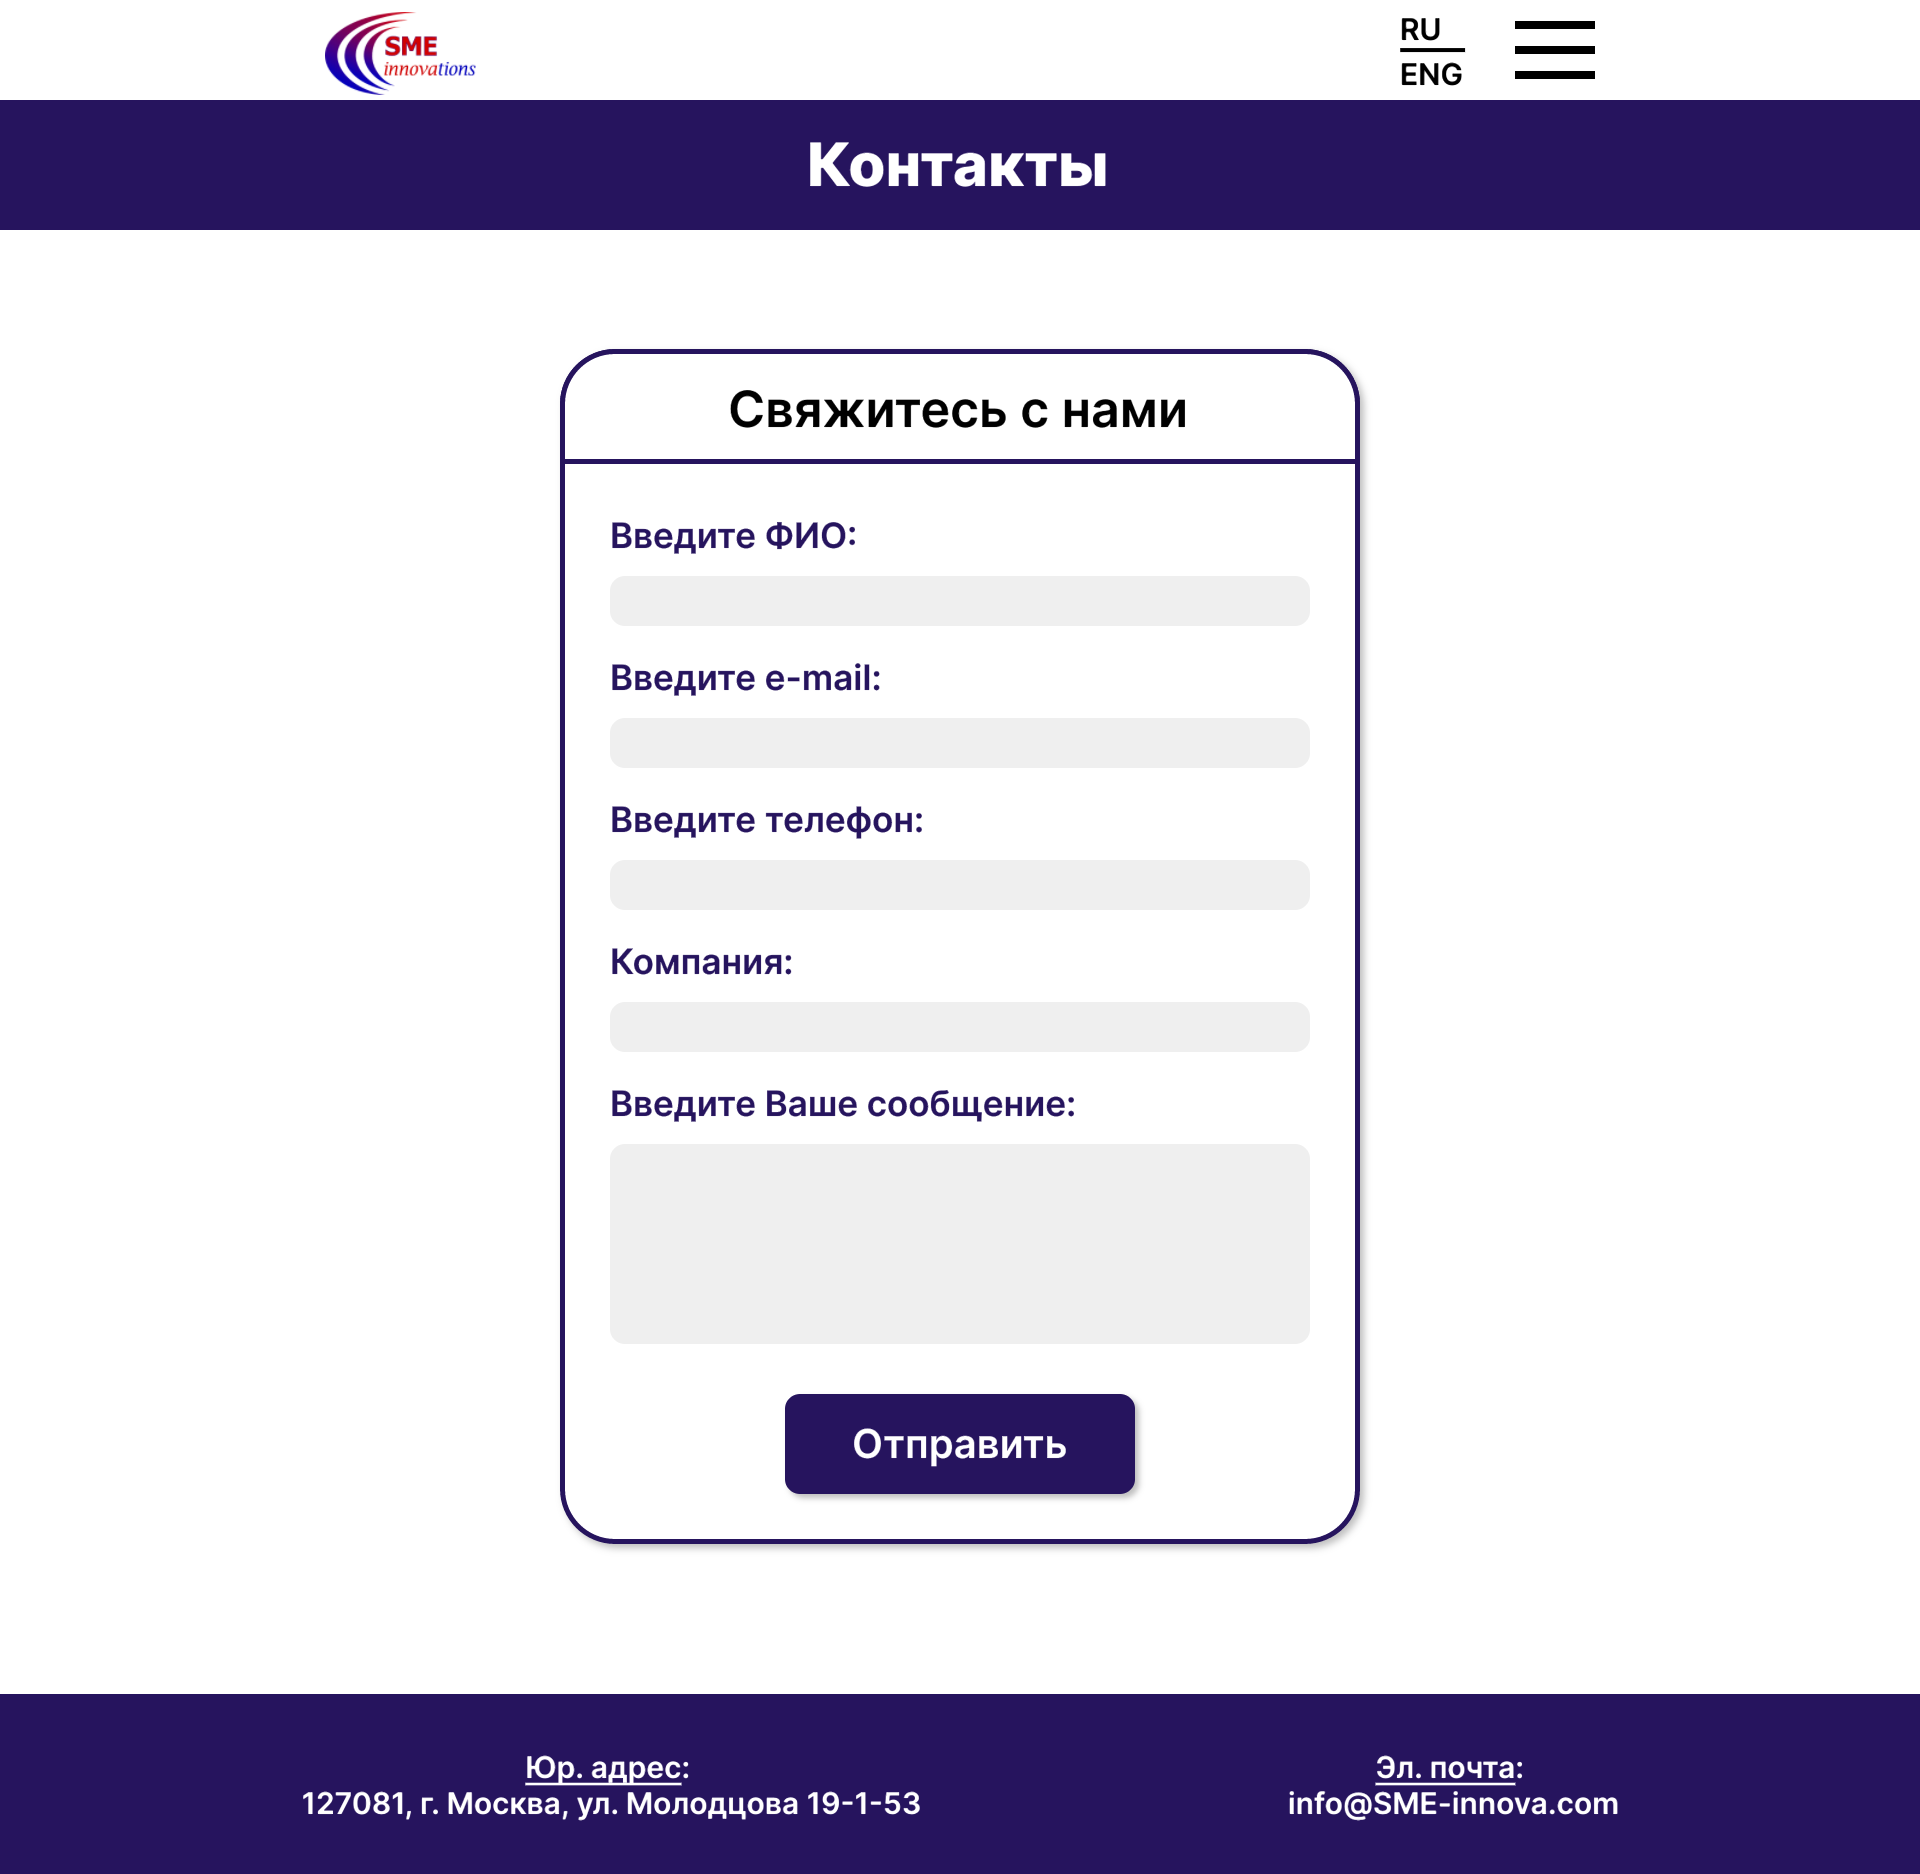 SME
innovations
RU
ENG
Контакты
Свяжитесь с нами
Введите ФИО:
Введите e-mail:
Введите телефон:
Компания:
Введите Ваше сообщение:
Отправить
Юр. адрес:
127081, г. Москва, ул. Молодцова 19-1-53
Эл. почта:
info@SME-innova.com